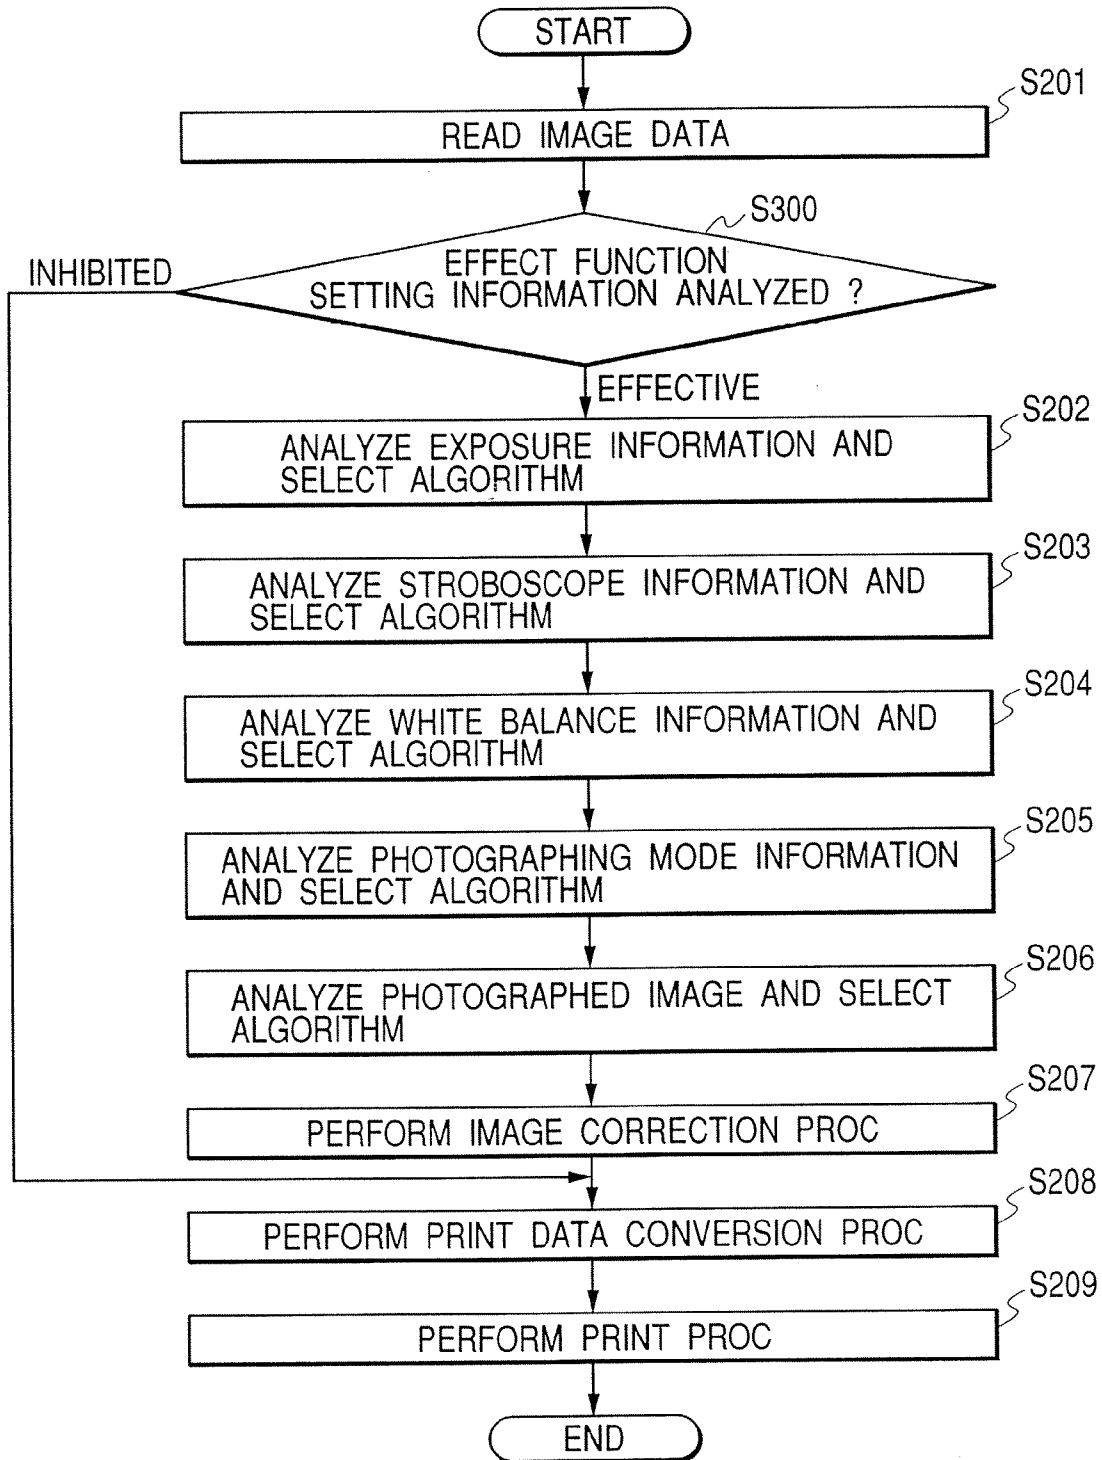 START
S201
READ IMAGE DATA
S300
INHIBITED
EFFECT FUNCTION
SETTING INFORMATION ANALYZED ?
EFFECTIVE
S202
ANALYZE EXPOSURE INFORMATION AND
SELECT ALGORITHM
S203
ANALYZE STROBOSCOPE INFORMATION AND
SELECT ALGORITHM
S204
ANALYZE WHITE BALANCE INFORMATION AND
SELECT ALGORITHM
S205
ANALYZE PHOTOGRAPHING MODE INFORMATION
AND SELECT ALGORITHM
S206
ANALYZE PHOTOGRAPHED IMAGE AND SELECT
ALGORITHM
S207
PERFORM IMAGE CORRECTION PROC
S208
PERFORM PRINT DATA CONVERSION PROC
S209
PERFORM PRINT PROC
END